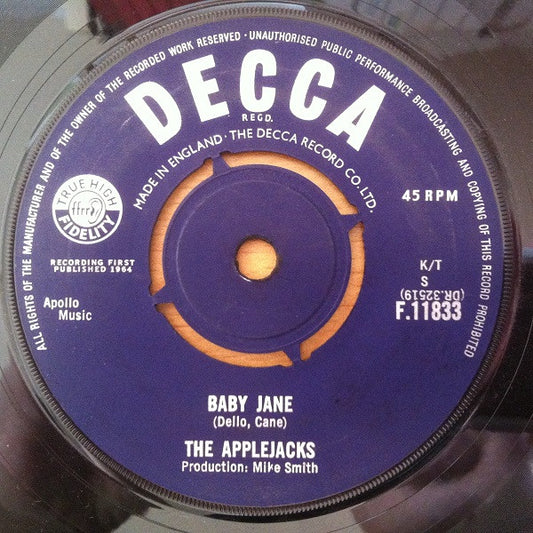 ALL RIGHTS OF THE MANUFACTURER AND OF THE OWNER OF THE RECORDED WORK RESERVED · UNAUTHORISED PUBLIC PERFORMANCE BROADCASTING AND COPYING OF THIS RECORD PROHIBITED
DECCA
REGD.
MADE IN ENGLAND · THE DECCA RECORD CO. LTD.
TRUE HIGH
ffrr
FIDELITY
45 RPM
RECORDING FIRST
PUBLISHED 1964
K/T
S
(DR.32519)
F.11833
Apollo
Music
BABY JANE
(Dello, Cane)
THE APPLEJACKS
Production: Mike Smith